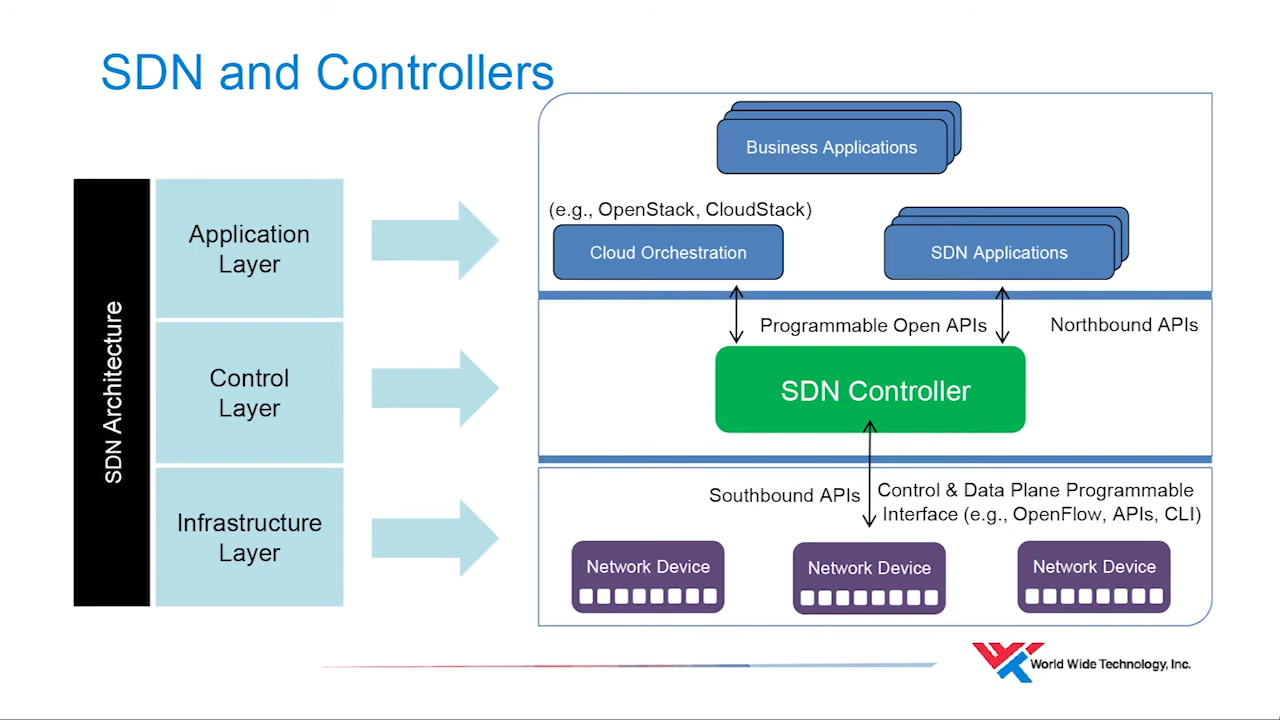 SDN and Controllers
SDN Architecture
Application
Layer
Control
Layer
Infrastructure
Layer
Business Applications
(e.g., OpenStack, CloudStack)
Cloud Orchestration
SDN Applications
Programmable Open APIs
Northbound APIs
SDN Controller
Southbound APIs
Control & Data Plane Programmable
Interface (e.g., OpenFlow, APIs, CLI)
Network Device
Network Device
Network Device
World Wide Technology, Inc.